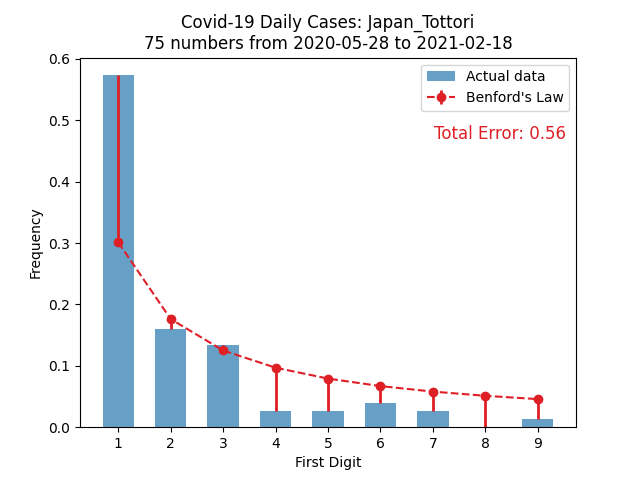 Covid-19 Daily Cases: Japan_Tottori
75 numbers from 2020-05-28 to 2021-02-18
Actual data
Benford's Law
Total Error: 0.56
Frequency
0.6
0.5
0.4
0.3
0.2
0.1
0.0
1 2 3 4 5 6 7 8 9
First Digit